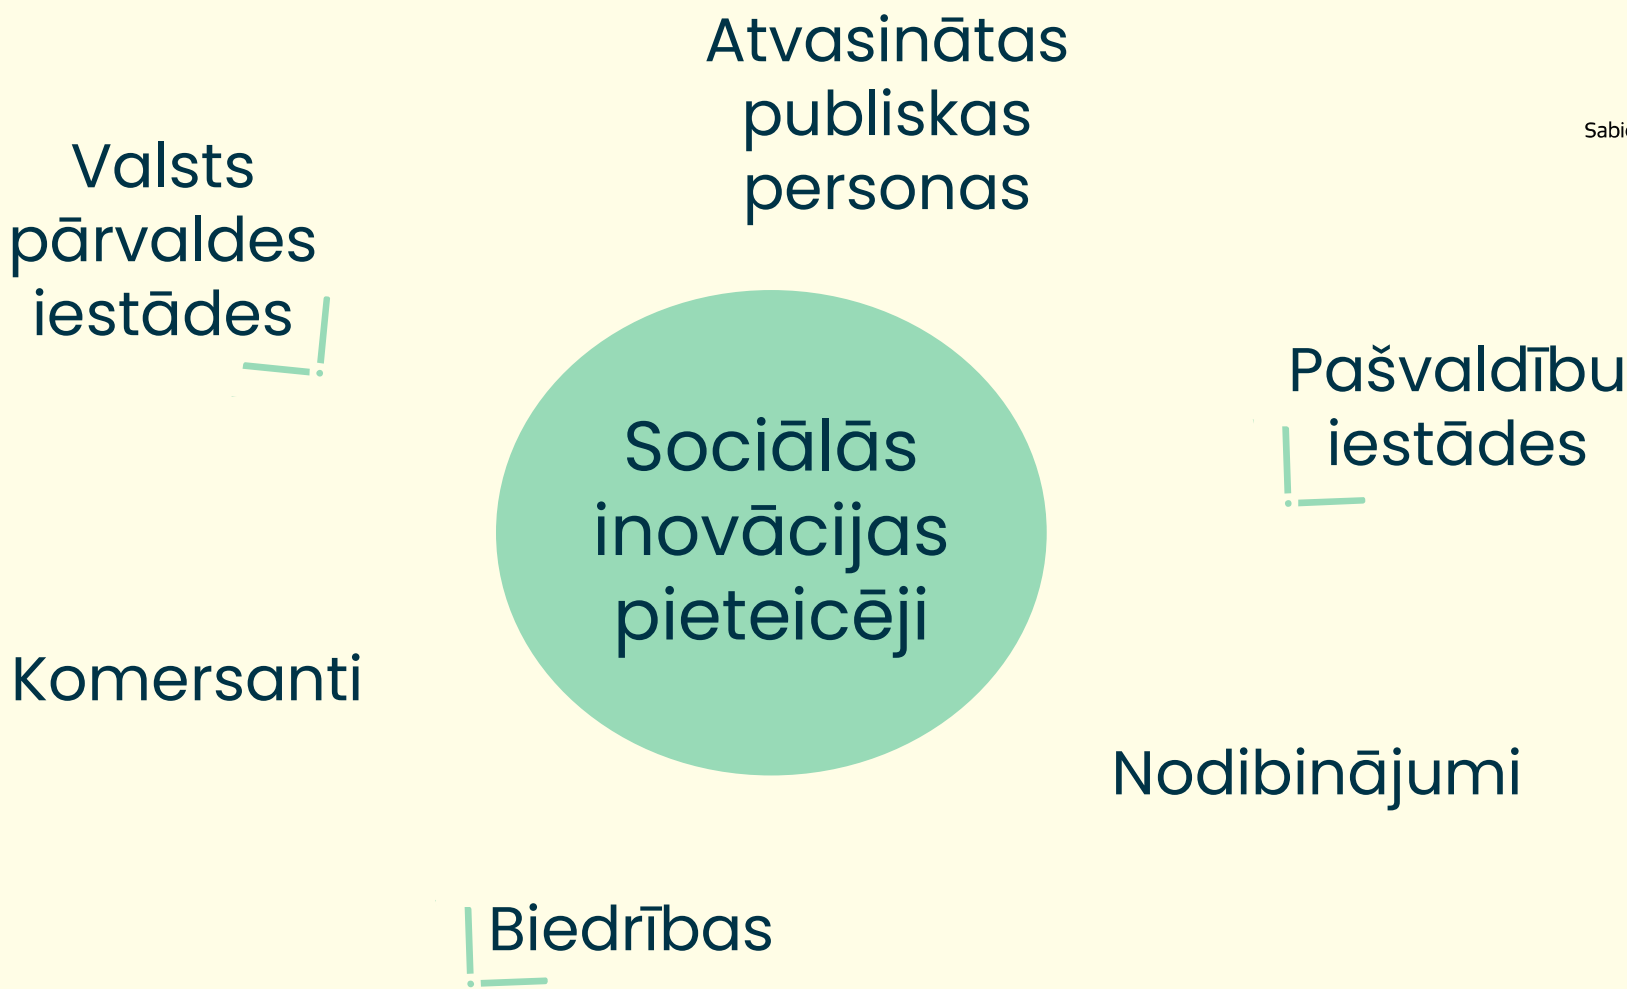 Atvasinātas
publiskas
personas
Valsts
pārvaldes
iestādes
Pašvaldību
iestādes
Sociālās
inovācijas
pieteicēji
Komersanti
Nodibinājumi
Biedrības